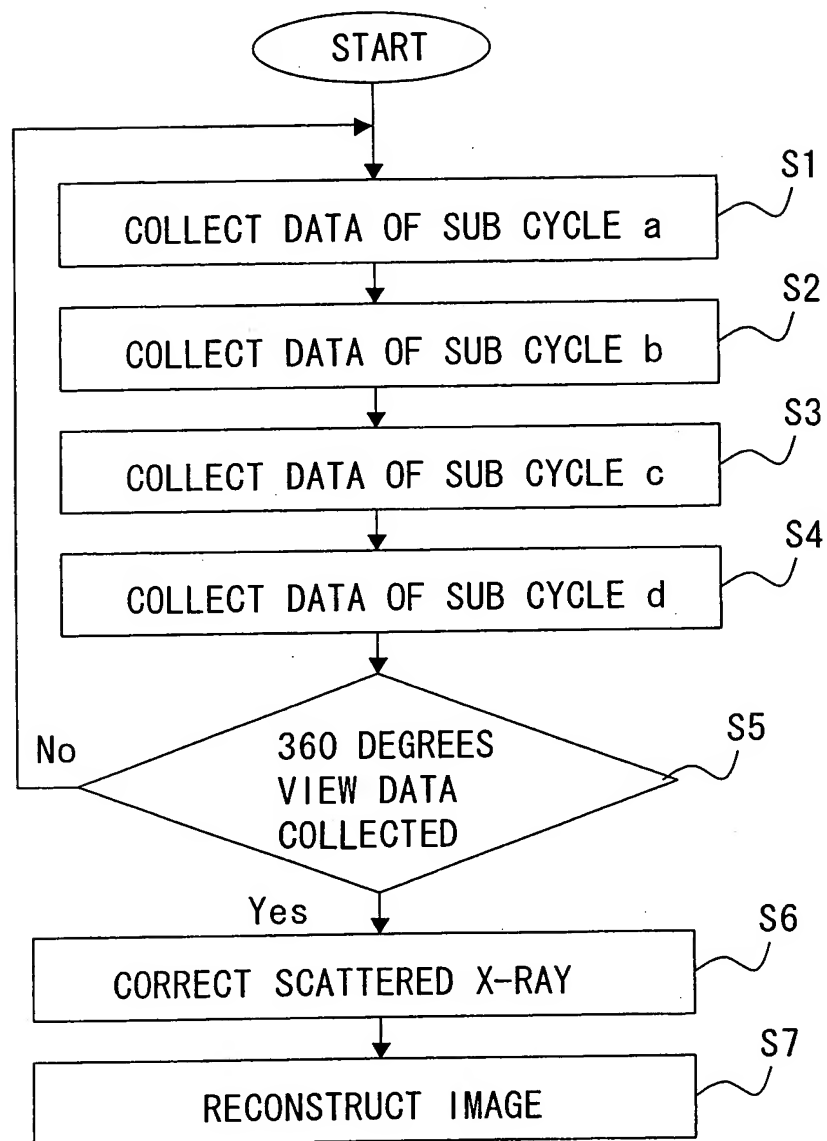 START
S1
COLLECT DATA OF SUB CYCLE a
S2
COLLECT DATA OF SUB CYCLE b
S3
COLLECT DATA OF SUB CYCLE c
S4
COLLECT DATA OF SUB CYCLE d
No
360 DEGREES
VIEW DATA
COLLECTED
S5
Yes
S6
CORRECT SCATTERED X-RAY
S7
RECONSTRUCT IMAGE